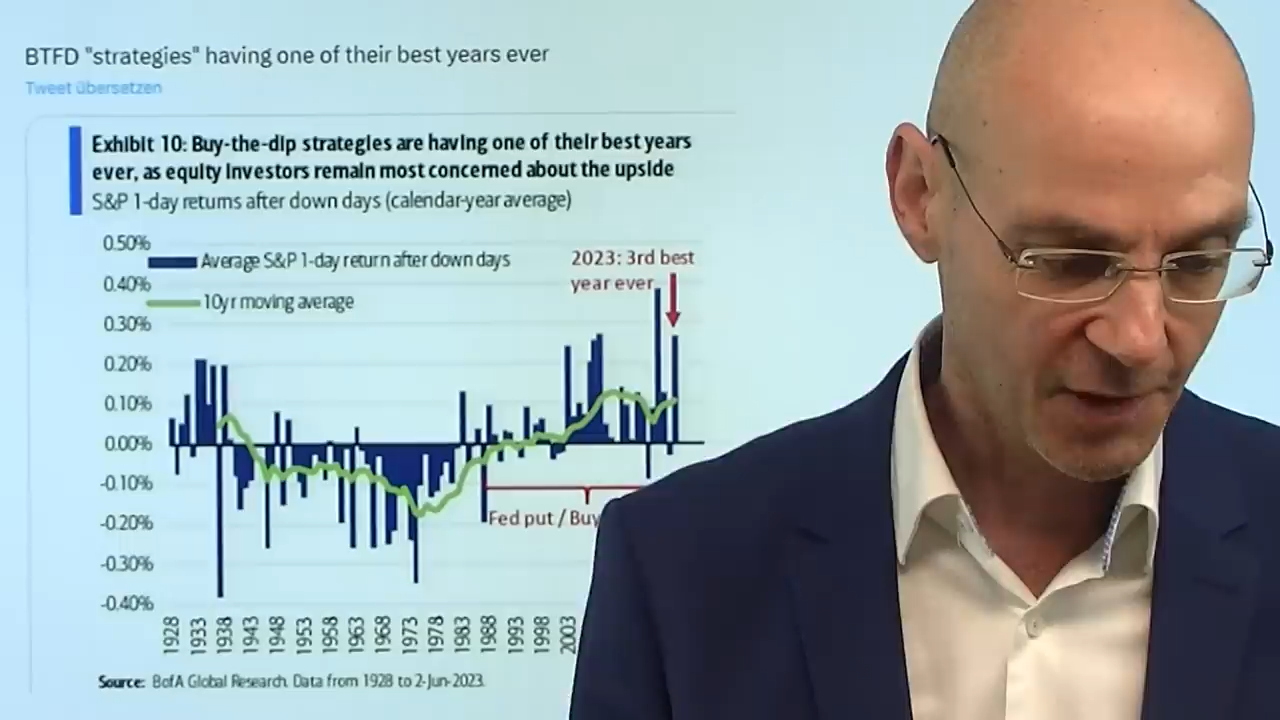 BTFD "strategies" having one of their best years ever
Tweet übersetzen
Exhibit 10: Buy-the-dip strategies are having one of their best years
ever, as equity investors remain most concerned about the upside
S&P 1-day returns after down days (calendar-year average)
0.50%
Average S&P 1-day return after down days
2023: 3rd best
year ever
0.40%
10yr moving average
0.30%
0.20%
0.10%
0.00%
-0.10%
-0.20%
Fed put / Buy
-0.30%
-0.40%
1928
1933
1938
1943
1948
1953
1958
1963
1968
1973
1978
1983
1988
1993
1998
2003
Source: BofA Global Research. Data from 1928 to 2-Jun-2023.